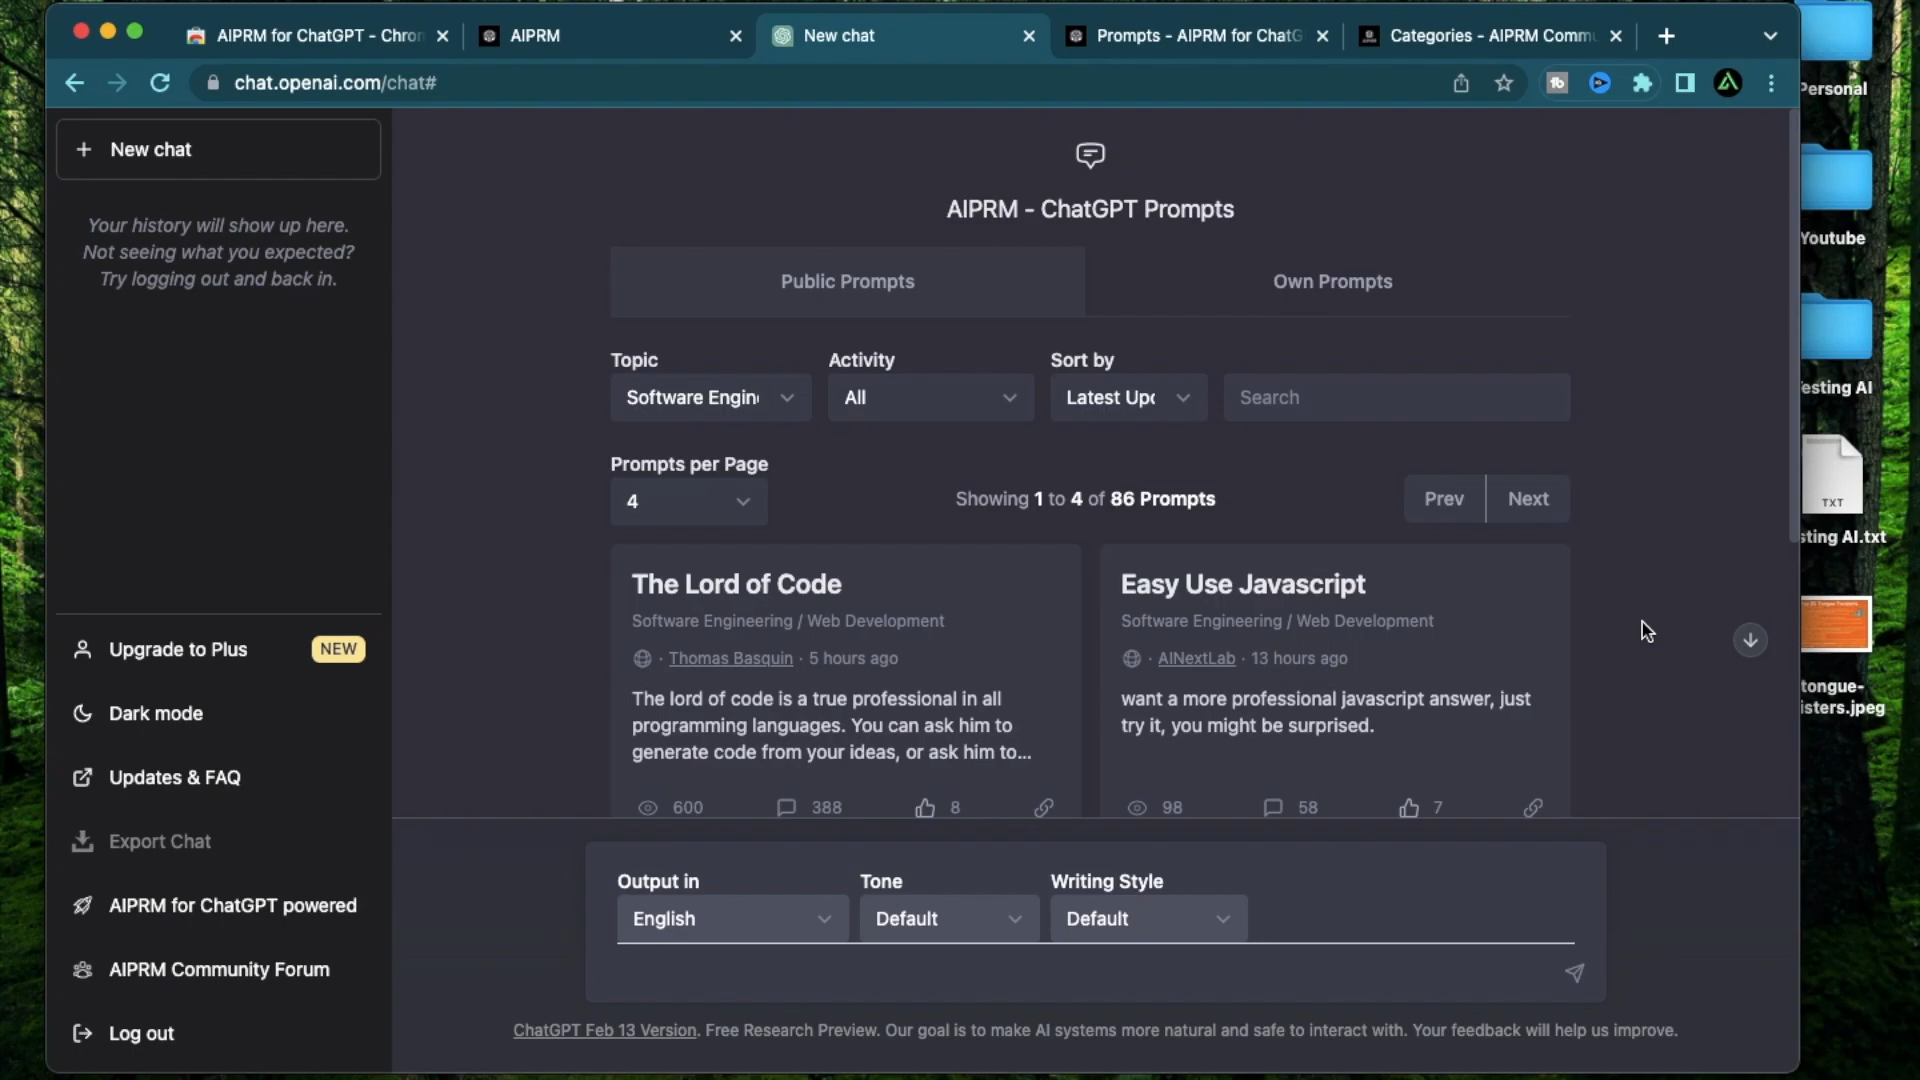 AIPRM for ChatGPT - Chron
AIPRM
New chat
Prompts - AIPRM for ChatG
Categories - AIPRM Commu
chat.openai.com/chat#
New chat
Your history will show up here.
Not seeing what you expected?
Try logging out and back in.
Upgrade to Plus
NEW
Dark mode
Updates & FAQ
Export Chat
AIPRM for ChatGPT powered
AIPRM Community Forum
Log out
AIPRM - ChatGPT Prompts
Public Prompts
Own Prompts
Topic
Activity
Sort by
Software Engin
All
Latest Upd
Search
Prompts per Page
4
Showing 1 to 4 of 86 Prompts
Prev
Next
The Lord of Code
Software Engineering / Web Development
· Thomas Basquin · 5 hours ago
The lord of code is a true professional in all
programming languages. You can ask him to
generate code from your ideas, or ask him to...
600
388
8
Easy Use Javascript
Software Engineering / Web Development
· AINextLab · 13 hours ago
want a more professional javascript answer, just
try it, you might be surprised.
98
58
7
Output in
Tone
Writing Style
English
Default
Default
ChatGPT Feb 13 Version. Free Research Preview. Our goal is to make AI systems more natural and safe to interact with. Your feedback will help us improve.
Personal
Youtube
esting AI
TXT
sting AI.txt
tongue-
isters.jpeg